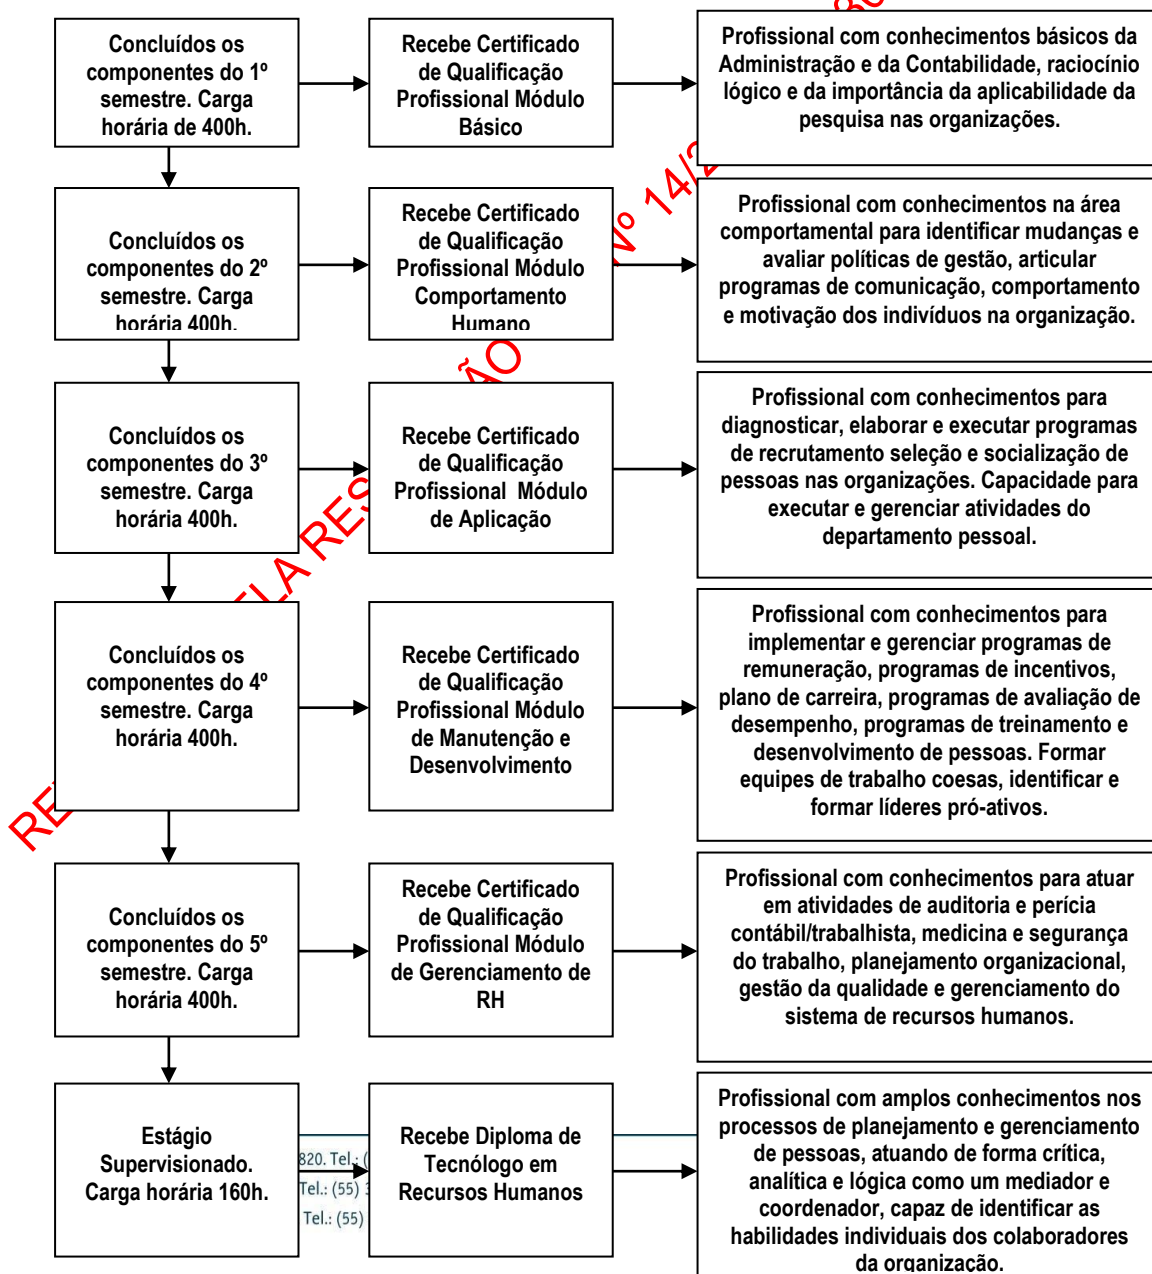 Concluídos os
componentes do 1º
semestre. Carga
horária de 400h.
Recebe Certificado
de Qualificação
Profissional Módulo
Básico
Profissional com conhecimentos básicos da
Administração e da Contabilidade, raciocínio
lógico e da importância da aplicabilidade da
pesquisa nas organizações.
Concluídos os
componentes do 2º
semestre. Carga
horária 400h.
Recebe Certificado
de Qualificação
Profissional Módulo
Comportamento
Humano
Profissional com conhecimentos na área
comportamental para identificar mudanças e
avaliar políticas de gestão, articular
programas de comunicação, comportamento
e motivação dos indivíduos na organização.
Concluídos os
componentes do 3º
semestre. Carga
horária 400h.
Recebe Certificado
de Qualificação
Profissional Módulo
de Aplicação
Profissional com conhecimentos para
diagnosticar, elaborar e executar programas
de recrutamento seleção e socialização de
pessoas nas organizações. Capacidade para
executar e gerenciar atividades do
departamento pessoal.
Concluídos os
componentes do 4º
semestre. Carga
horária 400h.
Recebe Certificado
de Qualificação
Profissional Módulo
de Manutenção e
Desenvolvimento
Profissional com conhecimentos para
implementar e gerenciar programas de
remuneração, programas de incentivos,
plano de carreira, programas de avaliação de
desempenho, programas de treinamento e
desenvolvimento de pessoas. Formar
equipes de trabalho coesas, identificar e
formar líderes pró-ativos.
Concluídos os
componentes do 5º
semestre. Carga
horária 400h.
Recebe Certificado
de Qualificação
Profissional Módulo
de Gerenciamento de
RH
Profissional com conhecimentos para atuar
em atividades de auditoria e perícia
contábil/trabalhista, medicina e segurança
do trabalho, planejamento organizacional,
gestão da qualidade e gerenciamento do
sistema de recursos humanos.
Estágio
Supervisionado.
Carga horária 160h.
820. Tel.: (
Tel.: (55)
Tel.: (55)
Recebe Diploma de
Tecnólogo em
Recursos Humanos
Profissional com amplos conhecimentos nos
processos de planejamento e gerenciamento
de pessoas, atuando de forma crítica,
analítica e lógica como um mediador e
coordenador, capaz de identificar as
habilidades individuais dos colaboradores
da organização.
RE ELA RES ÃO Nº 14/2